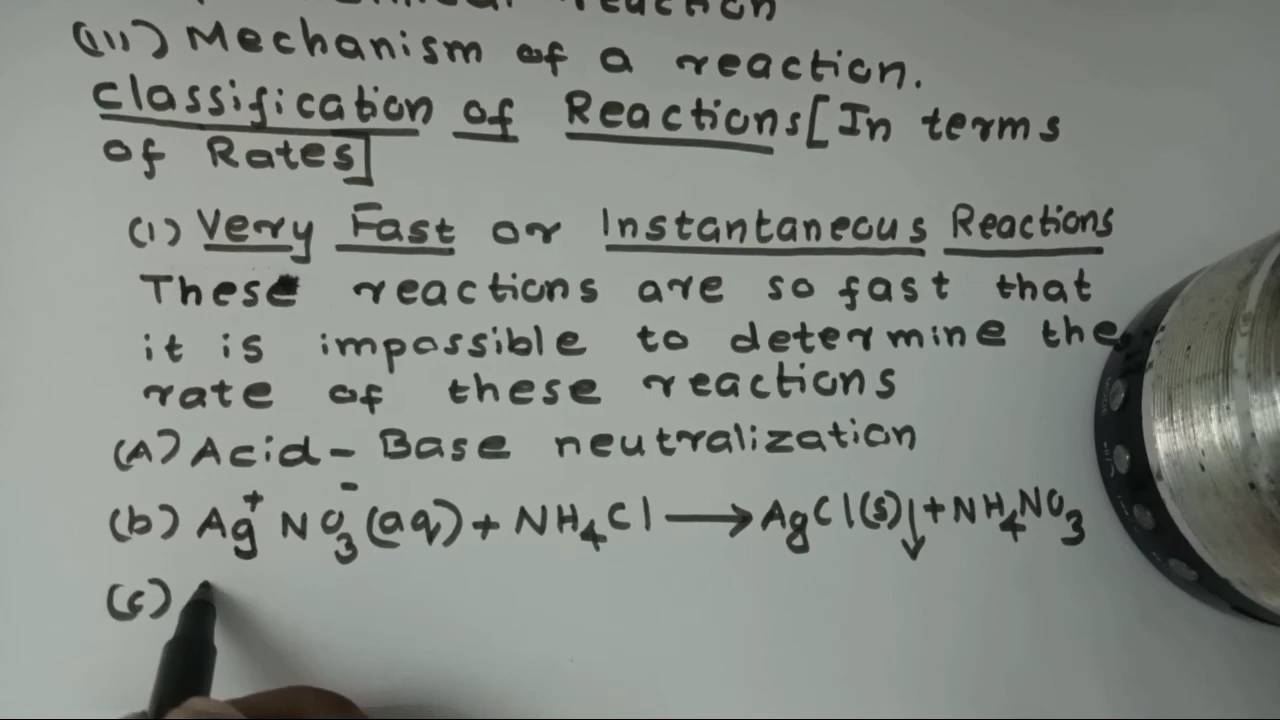 reaction
(iii) Mechanism of a reaction.
Classification of Reactions [In terms
of Rates]
(1) Very Fast or Instantaneous Reactions
These reactions are so fast that
it is impossible to determine the
rate of these reactions
(A) Acid-Base neutralization
(b) Ag⁺NO₃⁻(aq) + NH₄Cl ⟶ AgCl(s)↓ + NH₄NO₃
(c)